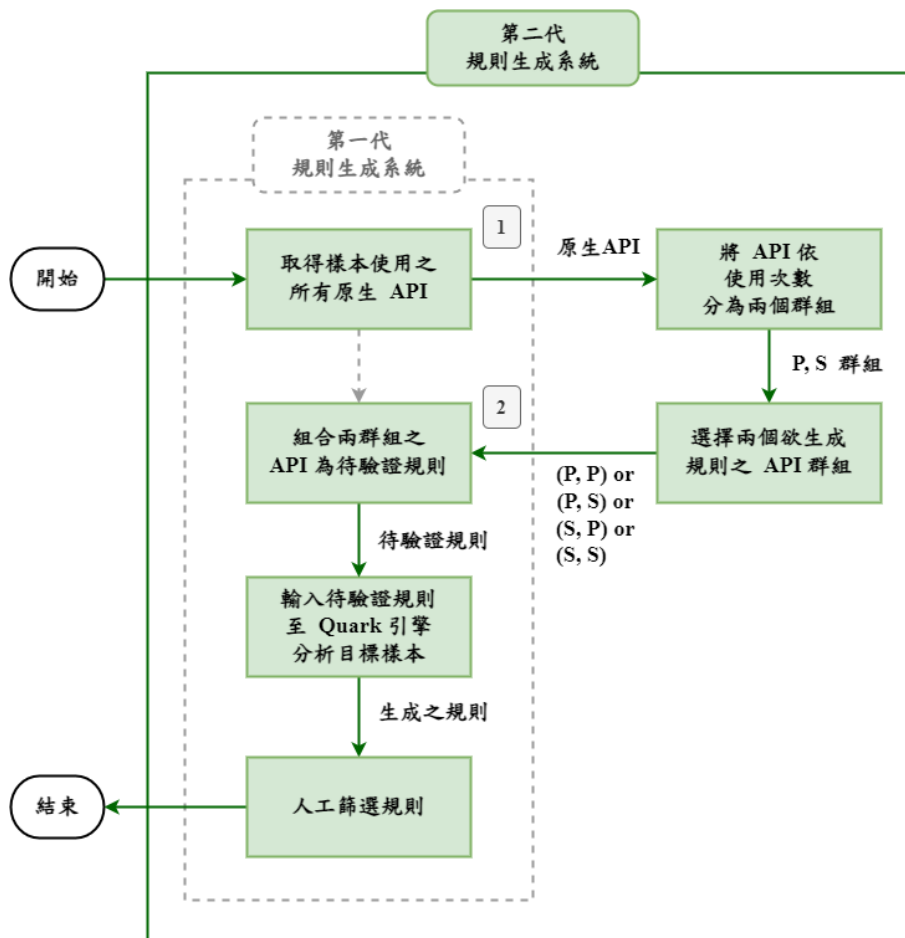 第二代
規則生成系統
第一代
規則生成系統
1
開始
取得樣本使用之
所有原生 API
原生API
將 API 依
使用次數
分為兩個群組
P, S 群組
2
組合兩群組之
API 為待驗證規則
選擇兩個欲生成
規則之 API 群組
(P, P) or
(P, S) or
(S, P) or
(S, S)
待驗證規則
輸入待驗證規則
至 Quark 引擎
分析目標樣本
生成之規則
結束
人工篩選規則